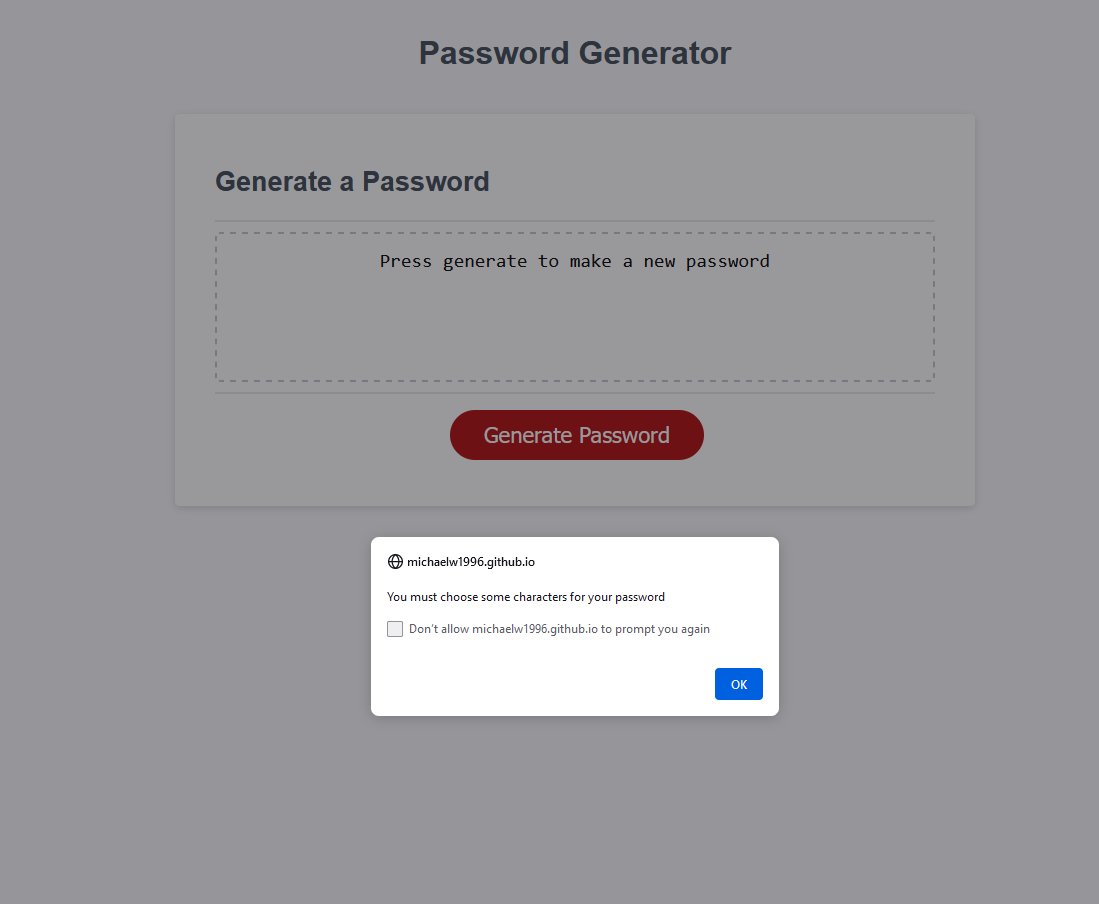 Password Generator
Generate a Password
Press generate to make a new password
Generate Password
michaelw1996.github.io
You must choose some characters for your password
Don't allow michaelw1996.github.io to prompt you again
OK